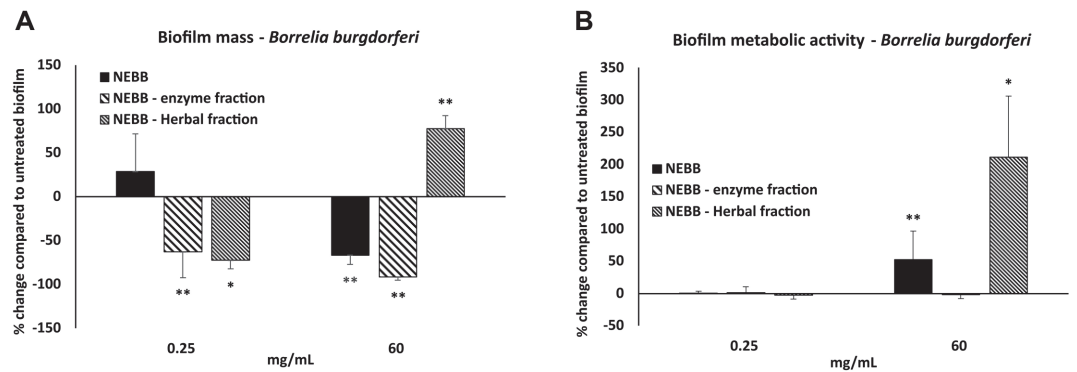 A
Biofilm mass - Borrelia burgdorferi
% change compared to untreated biofilm
150
100
50
0
-50
-100
-150
NEBB
NEBB - enzyme fraction
NEBB - Herbal fraction
**
*
**
**
**
0.25
60
mg/mL
B
Biofilm metabolic activity - Borrelia burgdorferi
% change compared to untreated biofilm
350
300
250
200
150
100
50
0
-50
NEBB
NEBB - enzyme fraction
NEBB - Herbal fraction
**
*
0.25
60
mg/mL